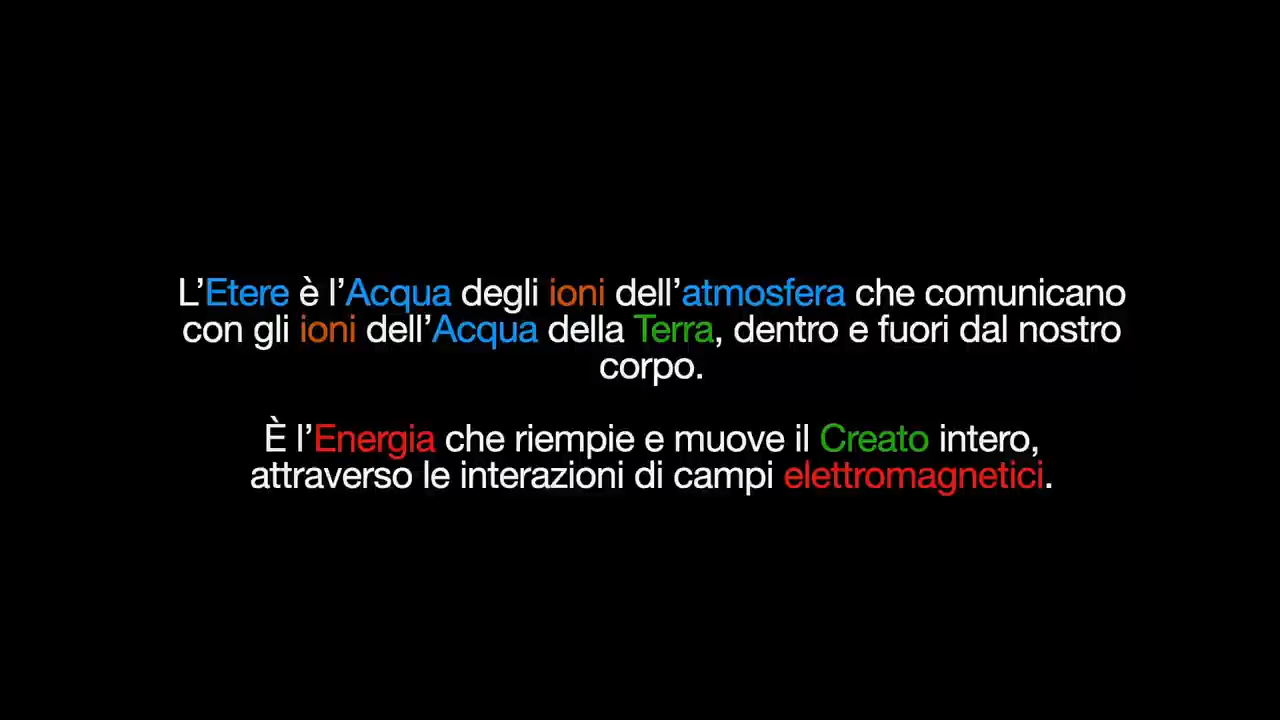 L’Etere è l’Acqua degli ioni dell’atmosfera che comunicano
con gli ioni dell’Acqua della Terra, dentro e fuori dal nostro
corpo.
È l’Energia che riempie e muove il Creato intero,
attraverso le interazioni di campi elettromagnetici.